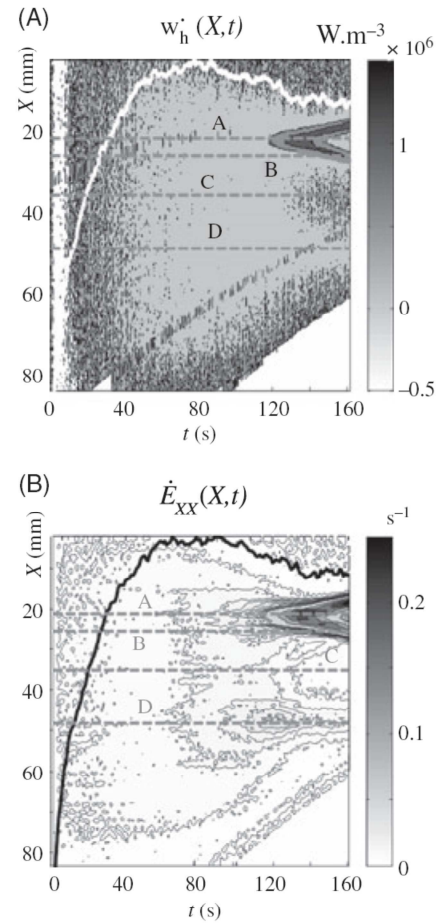 (A)
ẇ_h (X,t)
W.m⁻³
× 10⁶
X (mm)
20
40
60
80
A
B
C
D
1
0
−0.5
0
40
80
120
160
t (s)
(B)
Ė_XX (X,t)
s⁻¹
X (mm)
20
40
60
80
A
B
C
D
0.2
0.1
0
0
40
80
120
160
t (s)